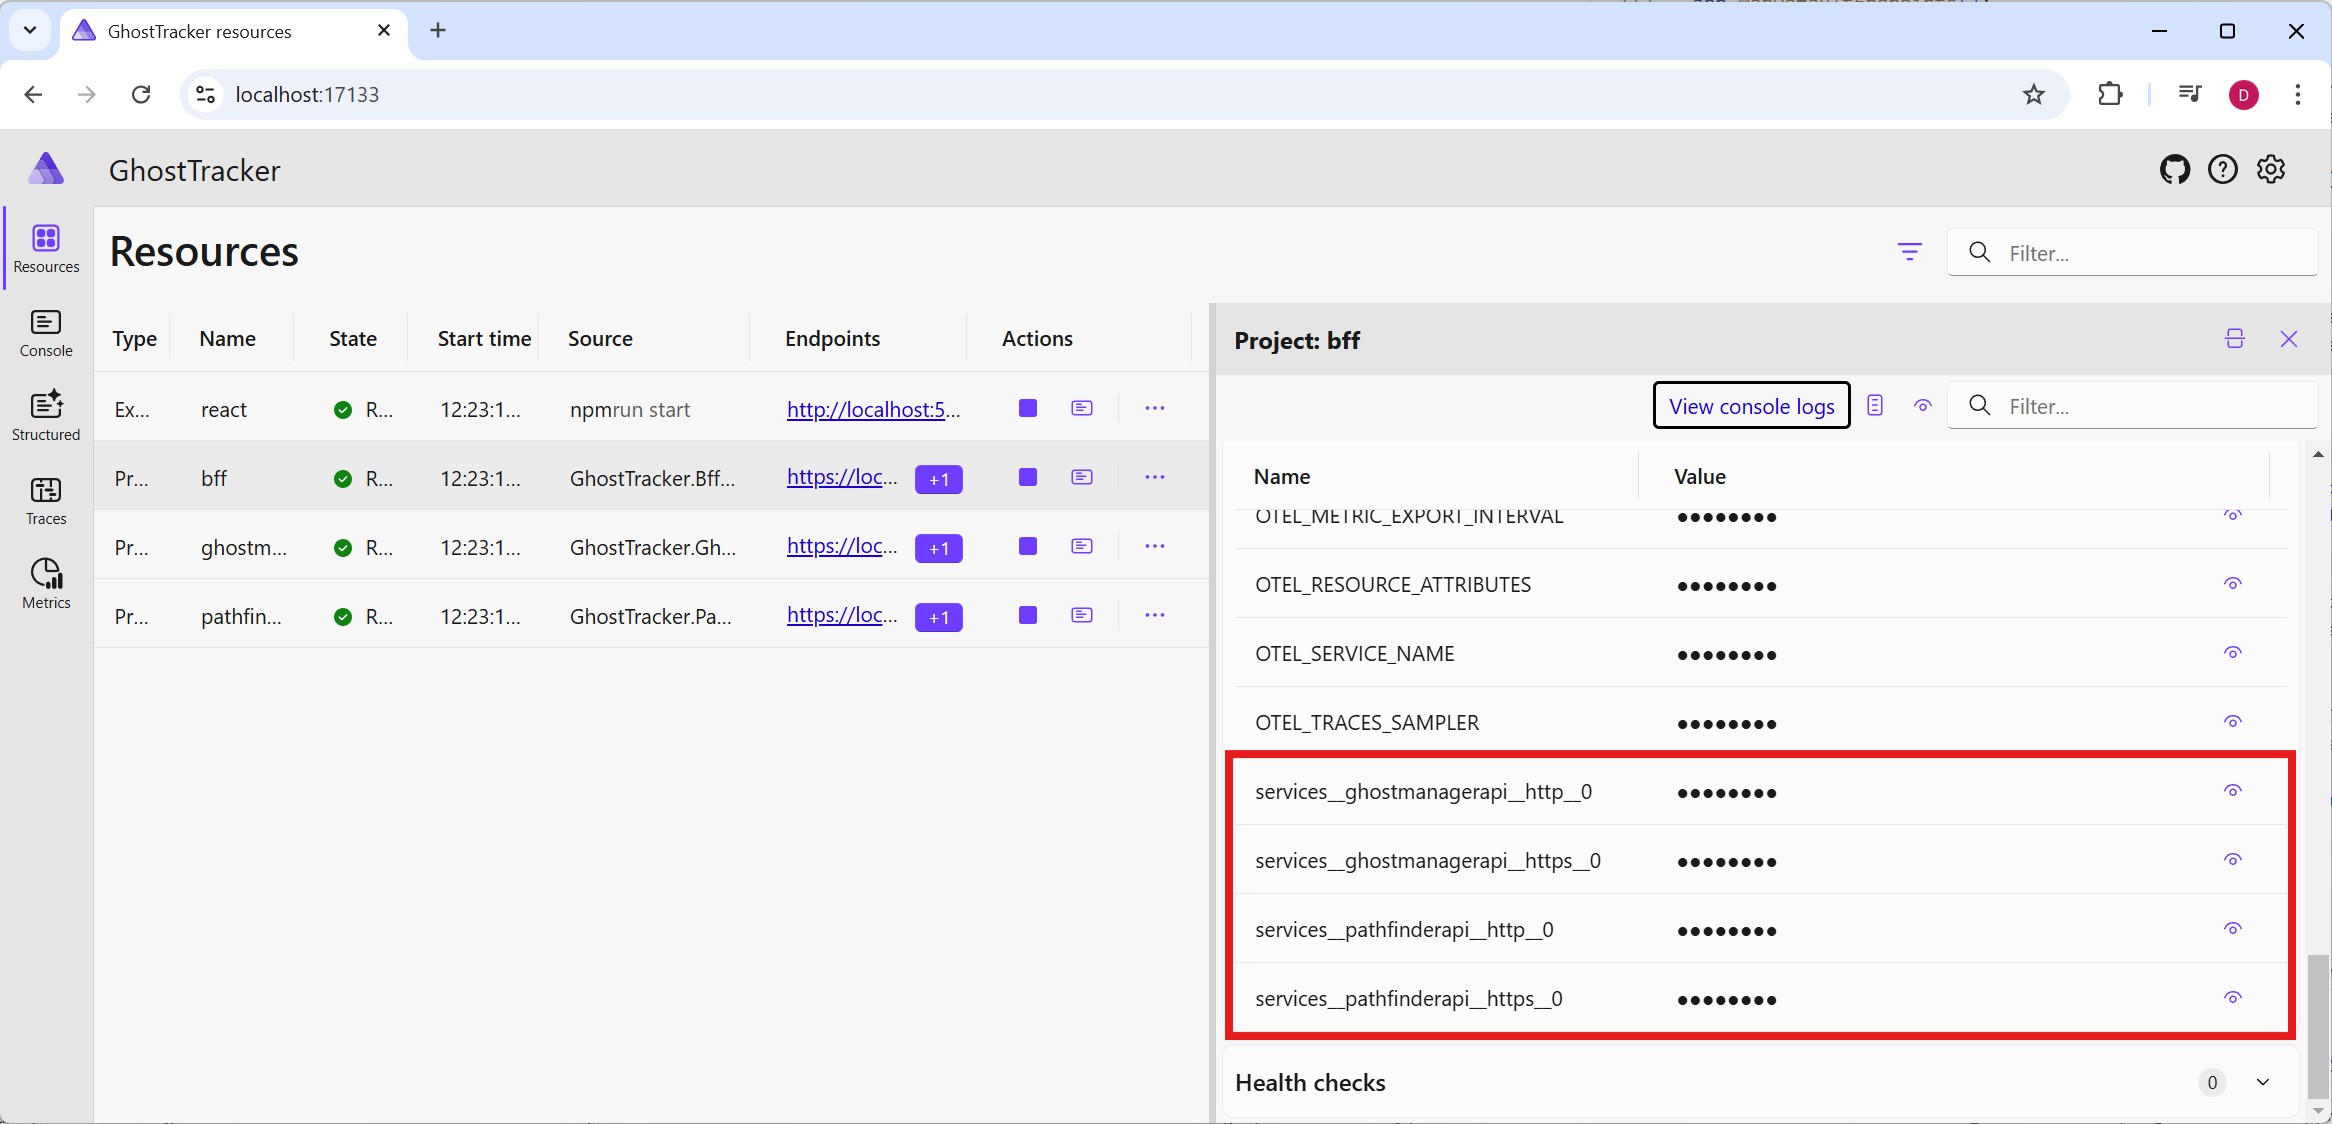 GhostTracker resources
localhost:17133
D
GhostTracker
Resources
Filter...
Resources
Console
Structured
Traces
Metrics
Type Name State Start time Source Endpoints Actions
Ex... react R... 12:23:1... npm run start http://localhost:5...
Pr... bff R... 12:23:1... GhostTracker.Bff... https://loc... +1
Pr... ghostm... R... 12:23:1... GhostTracker.Gh... https://loc... +1
Pr... pathfin... R... 12:23:1... GhostTracker.Pa... https://loc... +1
Project: bff
View console logs
Filter...
Name Value
OTEL_METRIC_EXPORT_INTERVAL ●●●●●●●●
OTEL_RESOURCE_ATTRIBUTES ●●●●●●●●
OTEL_SERVICE_NAME ●●●●●●●●
OTEL_TRACES_SAMPLER ●●●●●●●●
services__ghostmanagerapi__http__0 ●●●●●●●●
services__ghostmanagerapi__https__0 ●●●●●●●●
services__pathfinderapi__http__0 ●●●●●●●●
services__pathfinderapi__https__0 ●●●●●●●●
Health checks 0